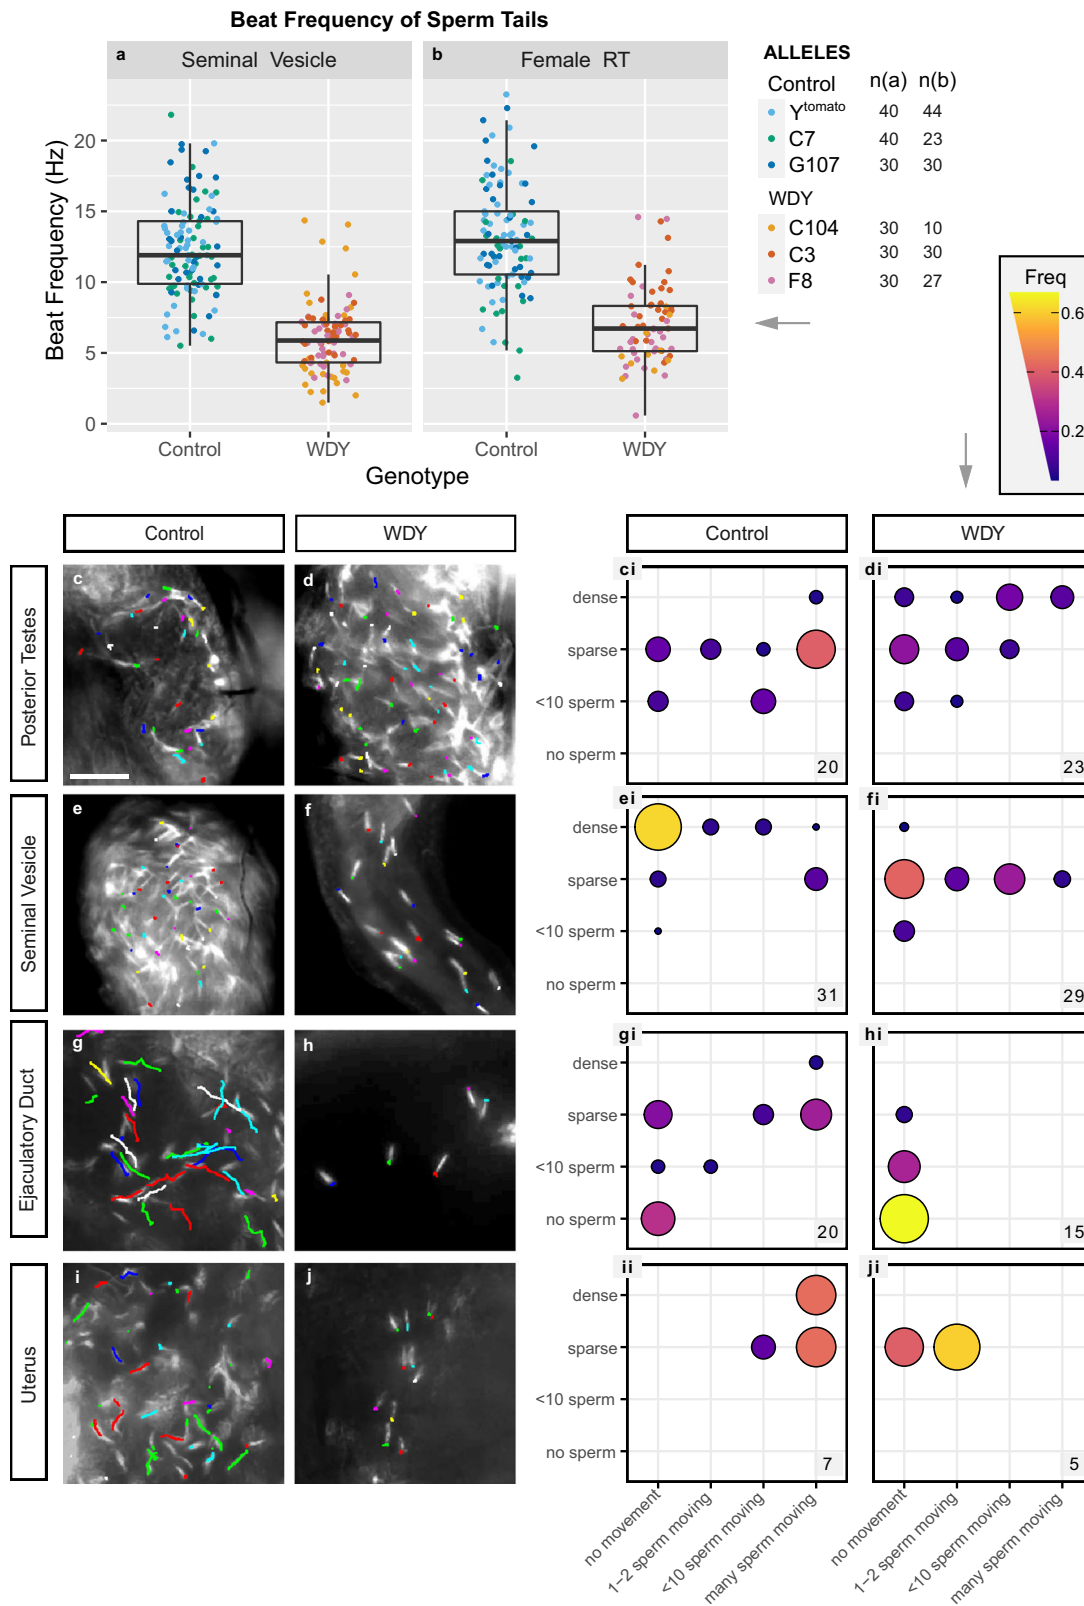 Beat Frequency of Sperm Tails
a Seminal Vesicle
b Female RT
Beat Frequency (Hz)
20
15
10
5
0
Control WDY Control WDY
Genotype
ALLELES
Control n(a) n(b)
Ytomato 40 44
C7 40 23
G107 30 30
WDY
C104 30 10
C3 30 30
F8 30 27
Freq
0.6
0.4
0.2
Control WDY Control WDY
Posterior Testes
c d
ci di
dense
sparse
<10 sperm
no sperm
20 23
Seminal Vesicle
e f
ei fi
dense
sparse
<10 sperm
no sperm
31 29
Ejaculatory Duct
g h
gi hi
dense
sparse
<10 sperm
no sperm
20 15
Uterus
i j
ii ji
dense
sparse
<10 sperm
no sperm
7 5
no movement
1−2 sperm moving
<10 sperm moving
many sperm moving
no movement
1−2 sperm moving
<10 sperm moving
many sperm moving